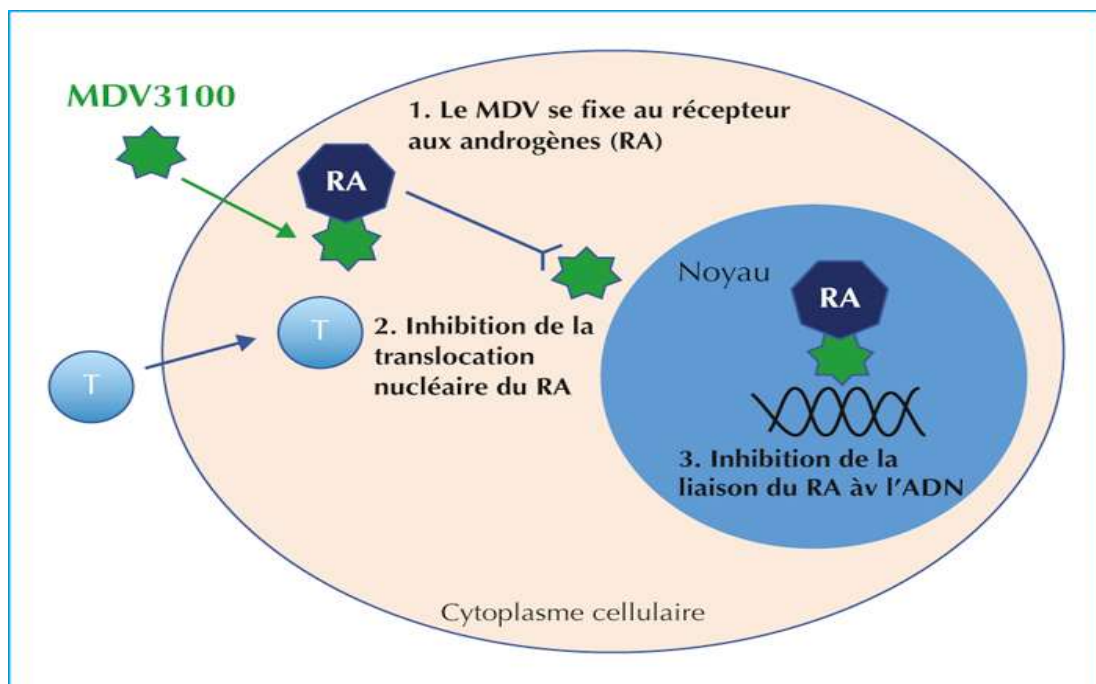 MDV3100
1. Le MDV se fixe au récepteur
aux androgènes (RA)
RA
T
T
2. Inhibition de la
translocation
nucléaire du RA
Noyau
RA
3. Inhibition de la
liaison du RA àv l’ADN
Cytoplasme cellulaire